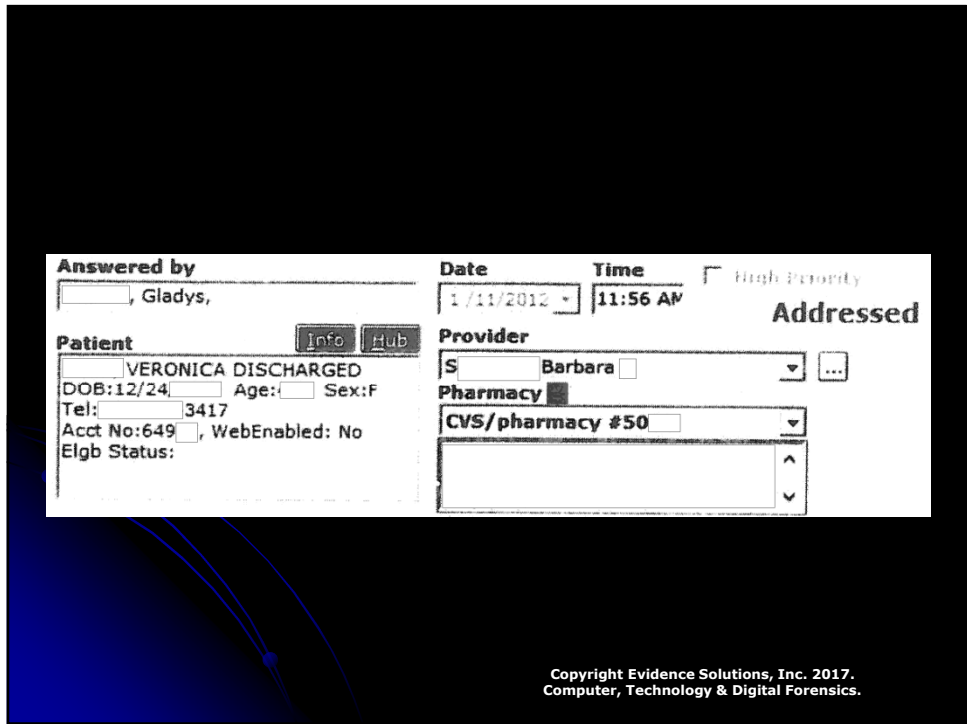 Answered by
, Gladys,
Patient
Info Hub
VERONICA DISCHARGED
DOB:12/24 Age: Sex:F
Tel: 3417
Acct No:649 , WebEnabled: No
Elgb Status:
Date Time
1/11/2012 11:56 AM
High Priority
Addressed
Provider
S Barbara
...
Pharmacy
CVS/pharmacy #50
Copyright Evidence Solutions, Inc. 2017.
Computer, Technology & Digital Forensics.